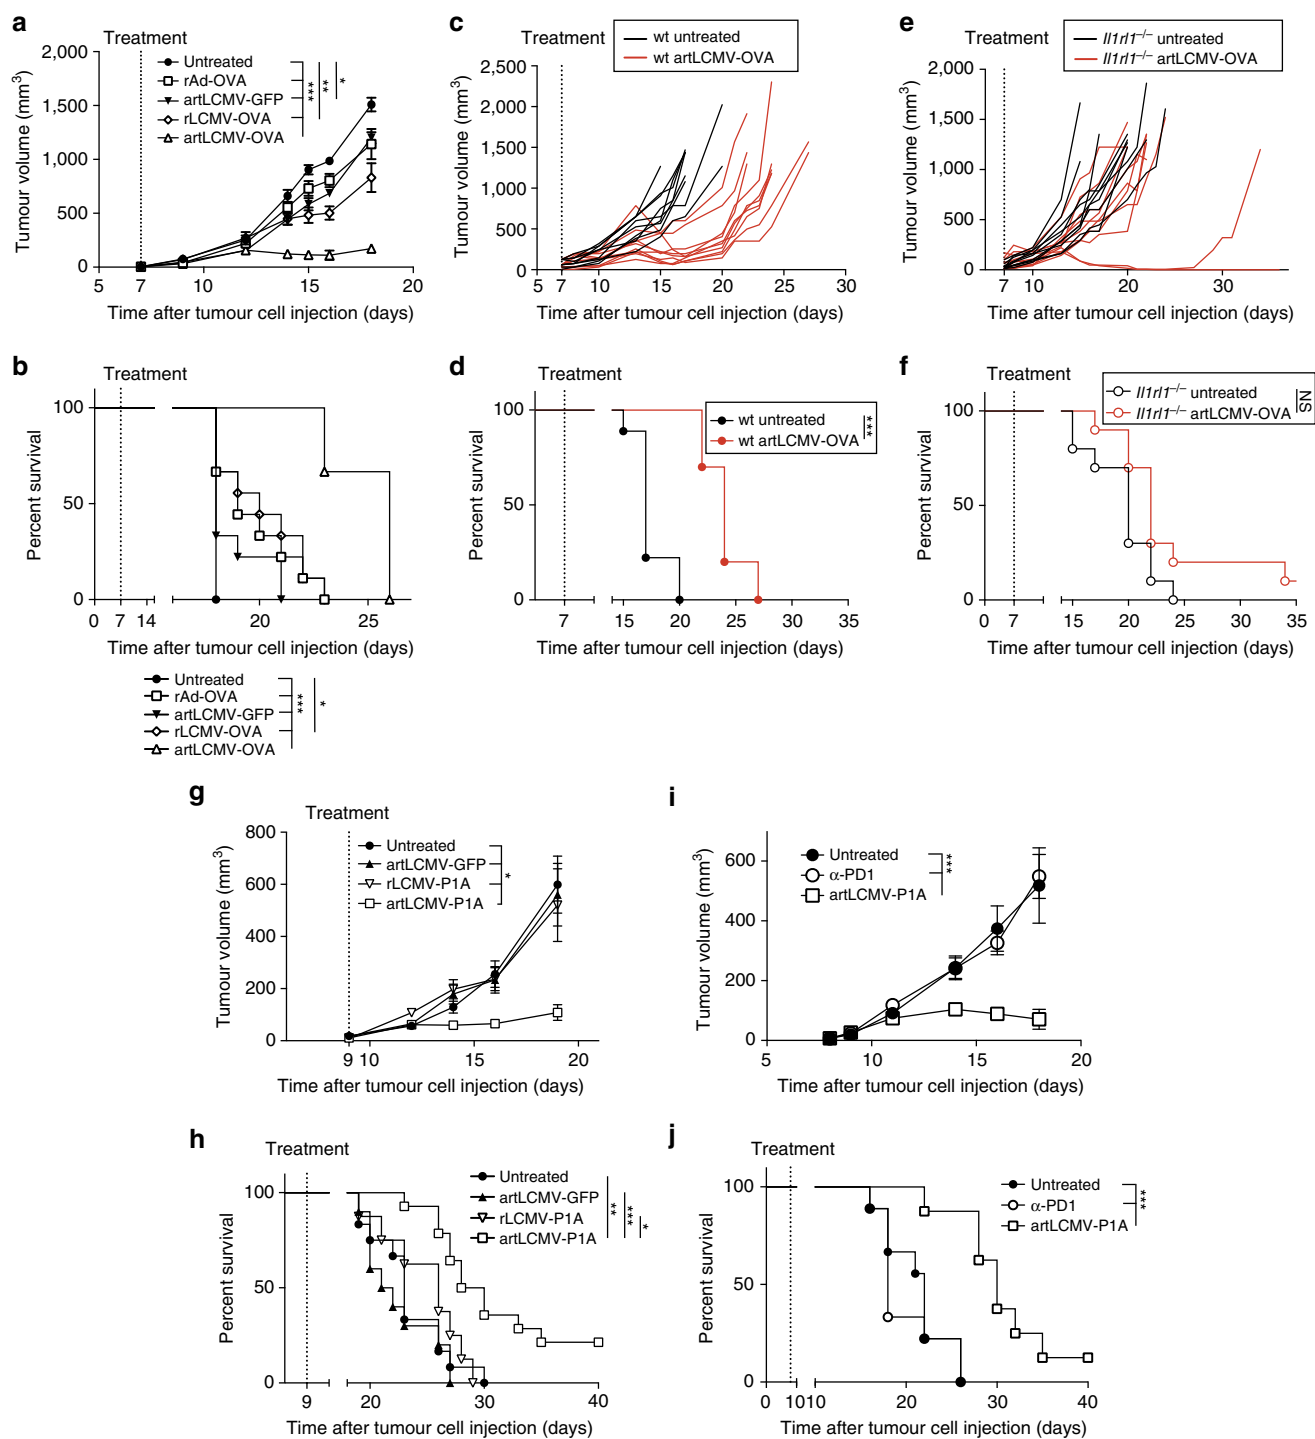 a
Treatment
2,000
1,500
1,000
500
0
Tumour volume (mm3)
Untreated
rAd-OVA
artLCMV-GFP
rLCMV-OVA
artLCMV-OVA
***
**
*
5 7 10 15 20
Time after tumour cell injection (days)
c
Treatment
wt untreated
wt artLCMV-OVA
2,500
2,000
1,500
1,000
500
0
Tumour volume (mm3)
5 7 10 15 20 25 30
Time after tumour cell injection (days)
e
Treatment
Il1rl1−/− untreated
Il1rl1−/− artLCMV-OVA
2,000
1,500
1,000
500
0
Tumour volume (mm3)
7 10 20 30
Time after tumour cell injection (days)
b
Treatment
100
50
0
Percent survival
0 7 14 20 25
Time after tumour cell injection (days)
Untreated
rAd-OVA
artLCMV-GFP
rLCMV-OVA
artLCMV-OVA
***
*
d
Treatment
wt untreated
wt artLCMV-OVA
***
100
50
0
Percent survival
7 15 20 25 30 35
Time after tumour cell injection (days)
f
Treatment
Il1rl1−/− untreated
Il1rl1−/− artLCMV-OVA
NS
100
50
0
Percent survival
0 7 15 20 25 30 35
Time after tumour cell injection (days)
g
Treatment
800
600
400
200
0
Tumour volume (mm3)
Untreated
artLCMV-GFP
rLCMV-P1A
artLCMV-P1A
*
9 10 15 20
Time after tumour cell injection (days)
i
600
400
200
0
Tumour volume (mm3)
Untreated
α-PD1
artLCMV-P1A
***
5 10 15 20
Time after tumour cell injection (days)
h
Treatment
100
50
0
Percent survival
Untreated
artLCMV-GFP
rLCMV-P1A
artLCMV-P1A
**
***
*
9 20 30 40
Time after tumour cell injection (days)
j
Treatment
100
50
0
Percent survival
Untreated
α-PD1
artLCMV-P1A
***
0 10 10 20 30 40
Time after tumour cell injection (days)